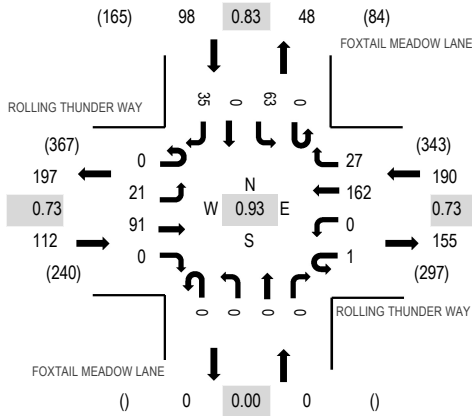 (165) 98 0.83 48 (84)
FOXTAIL MEADOW LANE
35 0 63 0
ROLLING THUNDER WAY
(367) 0 27 (343)
197 21 N 162 190
0.73 W 0.93 E 0.73
112 91 S 0 155
(240) 0 1 (297)
0 0 0 0
ROLLING THUNDER WAY
FOXTAIL MEADOW LANE
() 0 0.00 0 ()